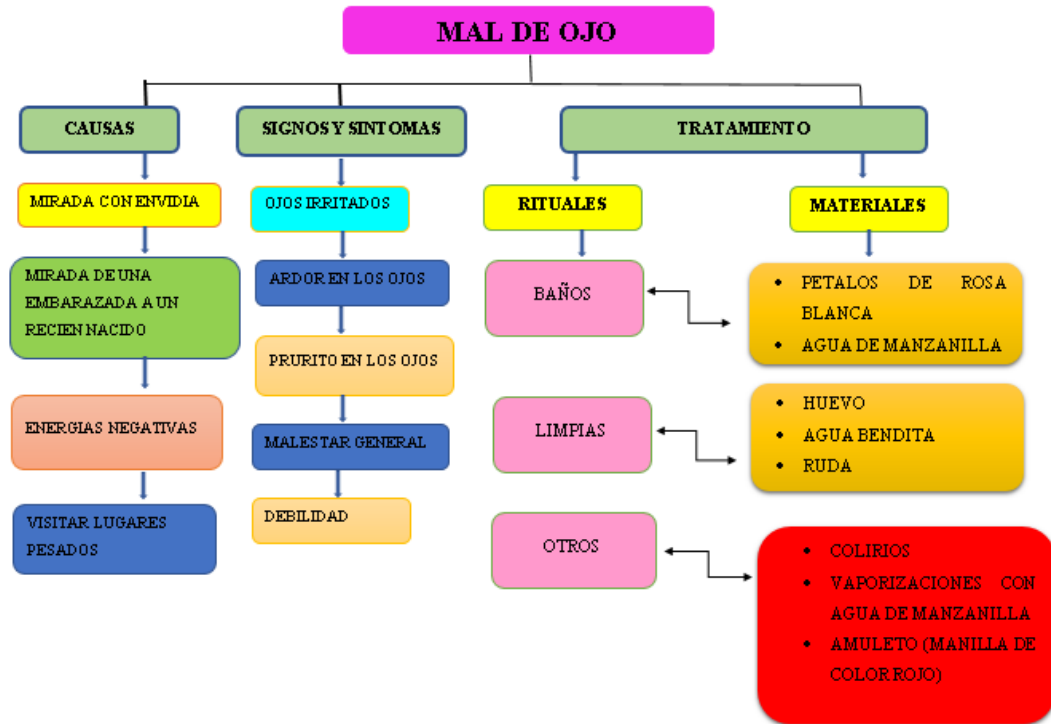 MAL DE OJO
CAUSAS
MIRADA CON ENVIDIA
MIRADA DE UNA
EMBARAZADA A UN
RECIEN NACIDO
ENERGIAS NEGATIVAS
VISITAR LUGARES
PESADOS
SIGNOS Y SINTOMAS
OJOS IRRITADOS
ARDOR EN LOS OJOS
PRURITO EN LOS OJOS
MALESTAR GENERAL
DEBILIDAD
TRATAMIENTO
RITUALES
MATERIALES
BAÑOS
• PETALOS DE ROSA
BLANCA
• AGUA DE MANZANILLA
LIMPIAS
• HUEVO
• AGUA BENDITA
• RUDA
OTROS
• COLIRIOS
• VAPORIZACIONES CON
AGUA DE MANZANILLA
• AMULETO (MANILLA DE
COLOR ROJO)